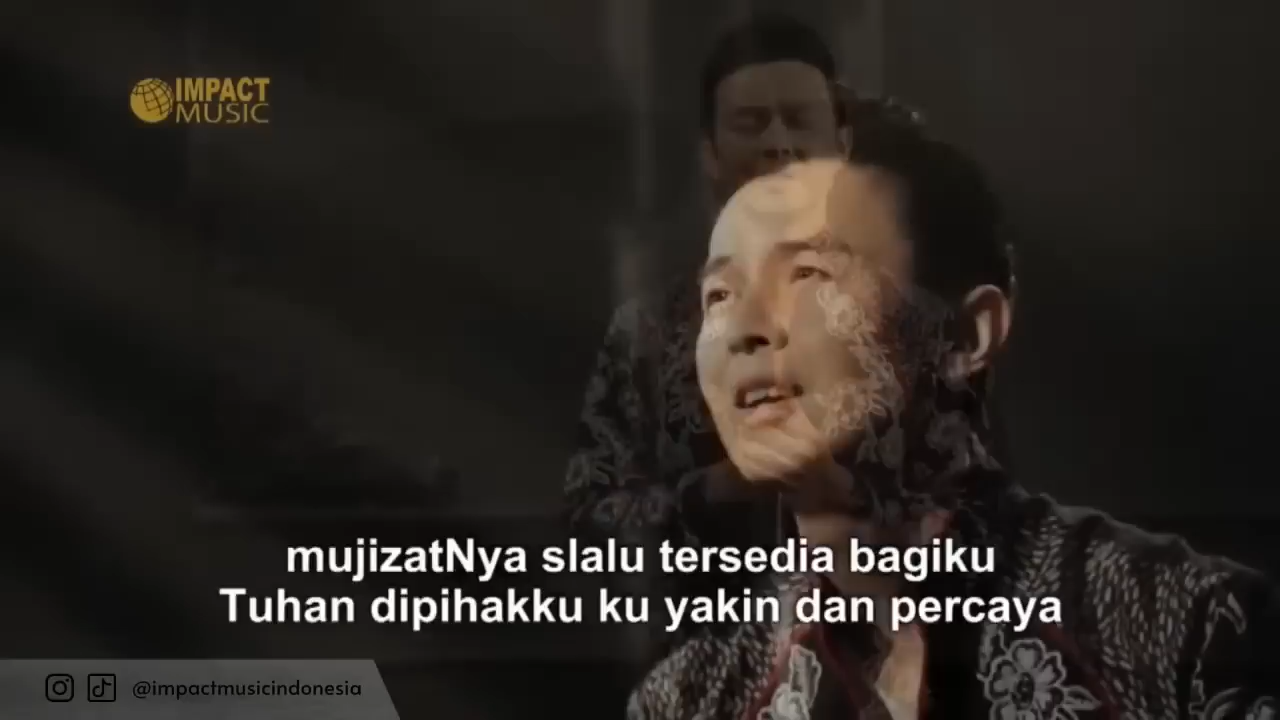 IMPACT
MUSIC
mujizatNya slalu tersedia bagiku
Tuhan dipihakku ku yakin dan percaya
@impactmusicindonesia